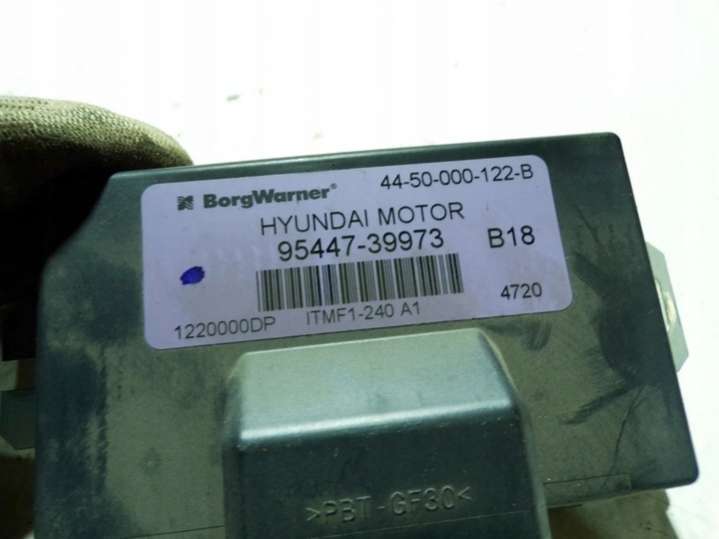 44-50-000-122-B
BorgWarner®
HYUNDAI MOTOR
95447-39973 B18
4720
1220000DP ITMF1-240 A1
>PBT-GF30<